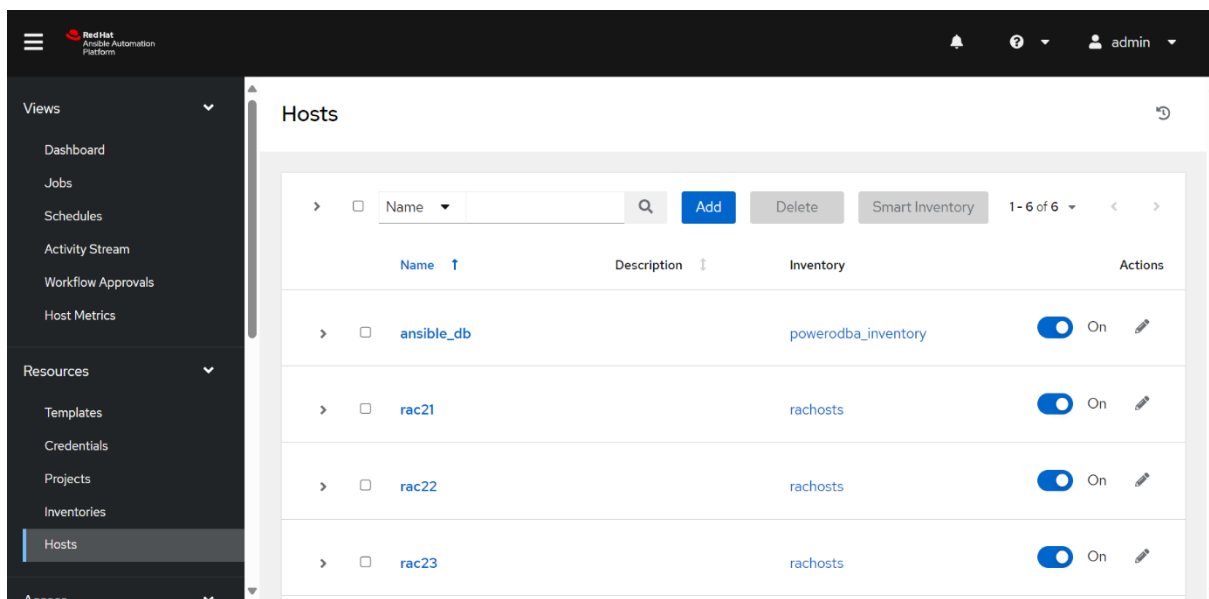 Red Hat
Ansible Automation
Platform
admin
Views
Dashboard
Jobs
Schedules
Activity Stream
Workflow Approvals
Host Metrics
Resources
Templates
Credentials
Projects
Inventories
Hosts
Hosts
Name Add Delete Smart Inventory 1 - 6 of 6
Name Description Inventory Actions
ansible_db powerodba_inventory On
rac21 rachosts On
rac22 rachosts On
rac23 rachosts On